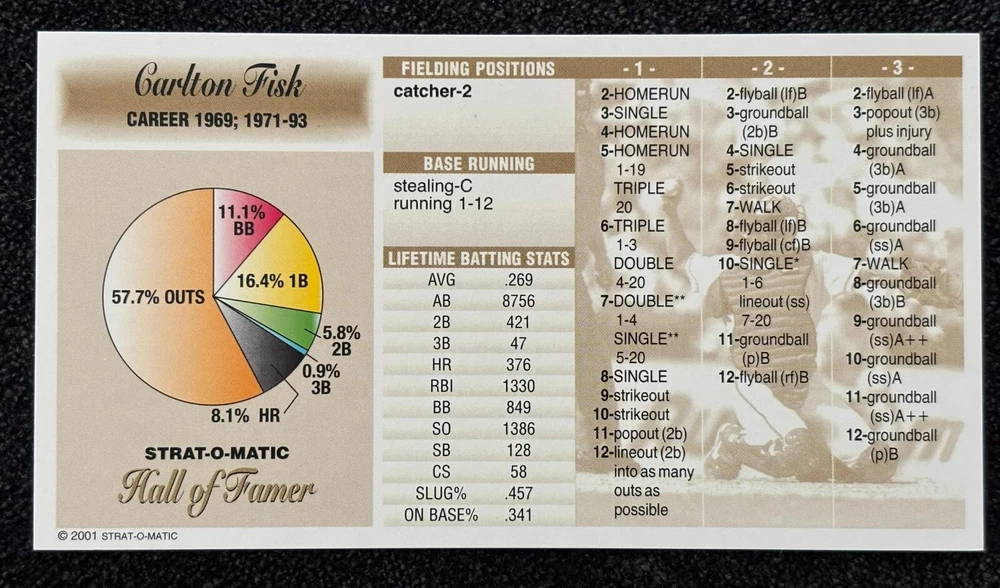 Carlton Fisk
CAREER 1969; 1971-93
11.1%
BB
16.4% 1B
57.7% OUTS
5.8%
2B
0.9%
3B
8.1% HR
STRAT-O-MATIC
Hall of Famer
© 2001 STRAT-O-MATIC
FIELDING POSITIONS
catcher-2
BASE RUNNING
stealing-C
running 1-12
LIFETIME BATTING STATS
AVG .269
AB 8756
2B 421
3B 47
HR 376
RBI 1330
BB 849
SO 1386
SB 128
CS 58
SLUG% .457
ON BASE% .341
- 1 -
2-HOMERUN
3-SINGLE
4-HOMERUN
5-HOMERUN
1-19
TRIPLE
20
6-TRIPLE
1-3
DOUBLE
4-20
7-DOUBLE**
1-4
SINGLE**
5-20
8-SINGLE
9-strikeout
10-strikeout
11-popout (2b)
12-lineout (2b)
into as many
outs as
possible
- 2 -
2-flyball (lf)B
3-groundball
(2b)B
4-SINGLE
5-strikeout
6-strikeout
7-WALK
8-flyball (lf)B
9-flyball (cf)B
10-SINGLE*
1-6
lineout (ss)
7-20
11-groundball
(p)B
12-flyball (rf)B
- 3 -
2-flyball (lf)A
3-popout (3b)
plus injury
4-groundball
(3b)A
5-groundball
(3b)A
6-groundball
(ss)A
7-WALK
8-groundball
(3b)B
9-groundball
(ss)A++
10-groundball
(ss)A
11-groundball
(ss)A++
12-groundball
(p)B